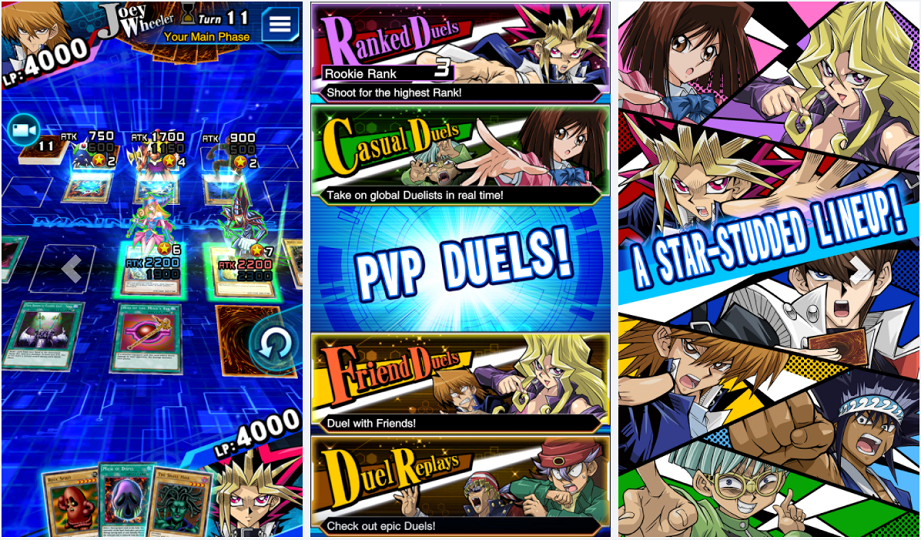 Joey
Wheeler
Turn 11
Your Main Phase
LP: 4000
11
ATK 750
600
2
ATK 1700
4
ATK 900
2
6
ATK 2200
7
ATK 2200
LP: 4000
Ranked Duels
Rookie Rank 3
Shoot for the highest Rank!
Casual Duels
Take on global Duelists in real time!
PVP DUELS!
Friend Duels
Duel with Friends!
Duel Replays
Check out epic Duels!
A STAR-STUDDED LINEUP!